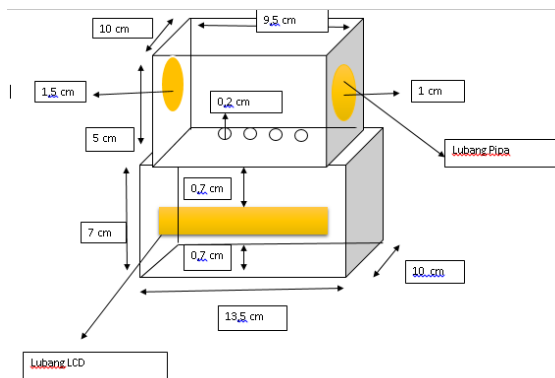 9,5 cm
10 cm
1,5 cm
0,2 cm
1 cm
5 cm
Lubang Pipa
0,7 cm
7 cm
0,7 cm
10 cm
13,5 cm
Lubang LCD